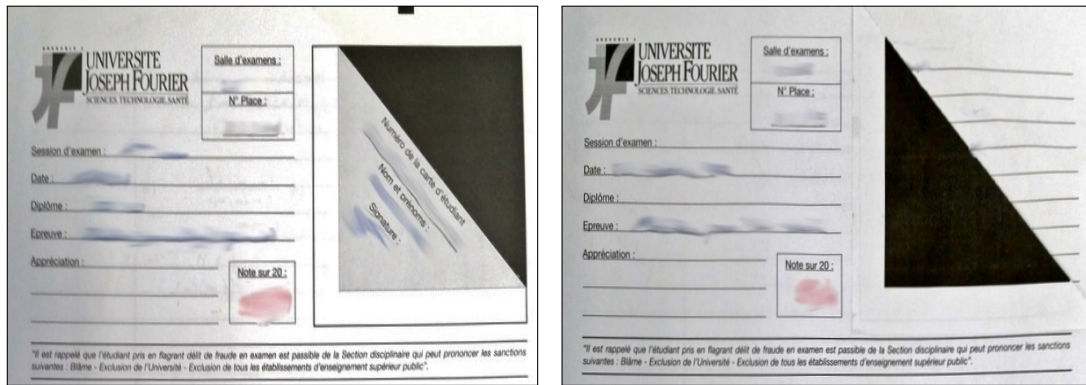 GRENOBLE 1
UNIVERSITE
JOSEPH FOURIER
SCIENCES. TECHNOLOGIE. SANTÉ
Salle d'examens :
N° Place :
Session d'examen :
Date :
Diplôme :
Epreuve :
Appréciation :
Note sur 20 :
Numéro de la carte d'étudiant
Nom et prénoms :
Signature :
"Il est rappelé que l'étudiant pris en flagrant délit de fraude en examen est passible de la Section disciplinaire qui peut prononcer les sanctions
suivantes : Blâme - Exclusion de l'Université - Exclusion de tous les établissements d'enseignement supérieur public".
GRENOBLE 1
UNIVERSITE
JOSEPH FOURIER
SCIENCES. TECHNOLOGIE. SANTÉ
Salle d'examens :
N° Place :
Session d'examen :
Date :
Diplôme :
Epreuve :
Appréciation :
Note sur 20 :
"Il est rappelé que l'étudiant pris en flagrant délit de fraude en examen est passible de la Section disciplinaire qui peut prononcer les sanctions
suivantes : Blâme - Exclusion de l'Université - Exclusion de tous les établissements d'enseignement supérieur public".